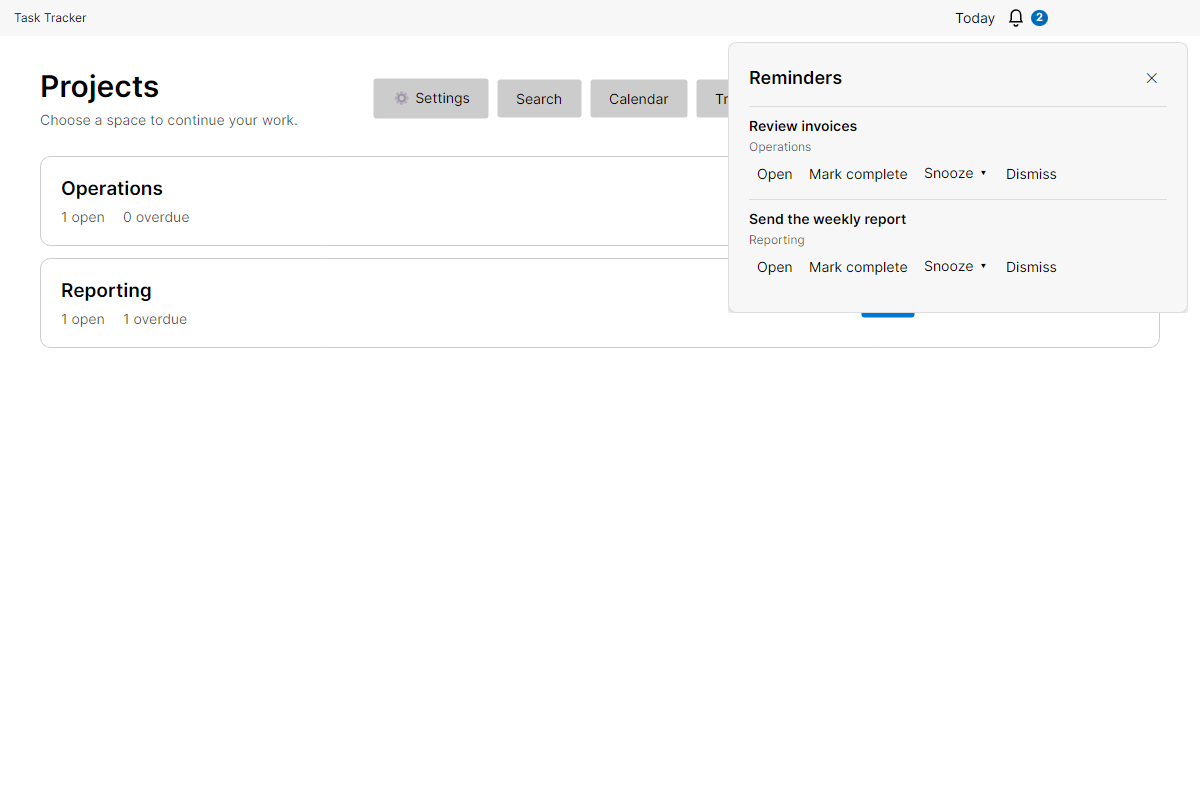 Task Tracker
Today
2
Projects
Choose a space to continue your work.
Settings
Search
Calendar
Operations
1 open 0 overdue
Reporting
1 open 1 overdue
Reminders
Review invoices
Operations
Open Mark complete Snooze Dismiss
Send the weekly report
Reporting
Open Mark complete Snooze Dismiss